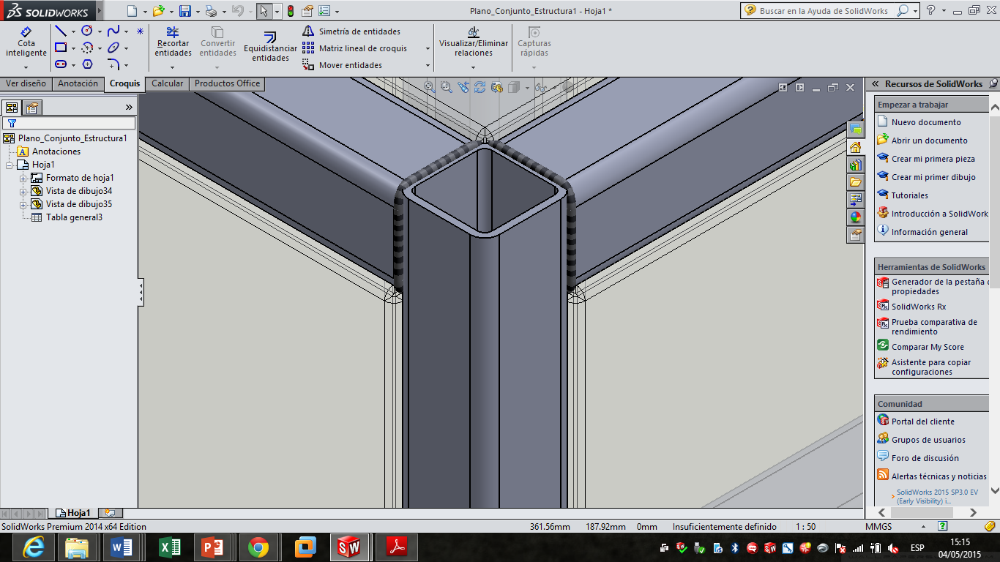 SOLIDWORKS
Plano_Conjunto_Estructura1 - Hoja1 *
Buscar en la Ayuda de SolidWorks
Cota
inteligente
Recortar
entidades
Convertir
entidades
Equidistanciar
entidades
Simetría de entidades
Matriz lineal de croquis
Mover entidades
Visualizar/Eliminar
relaciones
Capturas
rápidas
Ver diseño
Anotación
Croquis
Calcular
Productos Office
Plano_Conjunto_Estructura1
Anotaciones
Hoja1
Formato de hoja1
Vista de dibujo34
Vista de dibujo35
Tabla general3
Recursos de SolidWorks
Empezar a trabajar
Nuevo documento
Abrir un documento
Crear mi primera pieza
Crear mi primer dibujo
Tutoriales
Introducción a SolidWork
Información general
Herramientas de SolidWorks
Generador de la pestaña d
propiedades
SolidWorks Rx
Prueba comparativa de
rendimiento
Comparar My Score
Asistente para copiar
configuraciones
Comunidad
Portal del cliente
Grupos de usuarios
Foro de discusión
Alertas técnicas y noticias
SolidWorks 2015 SP3.0 EV
(Early Visibility) i...
Hoja1
SolidWorks Premium 2014 x64 Edition
361.56mm
187.92mm
0mm
Insuficientemente definido
1 : 50
MMGS
ESP
15:15
04/05/2015